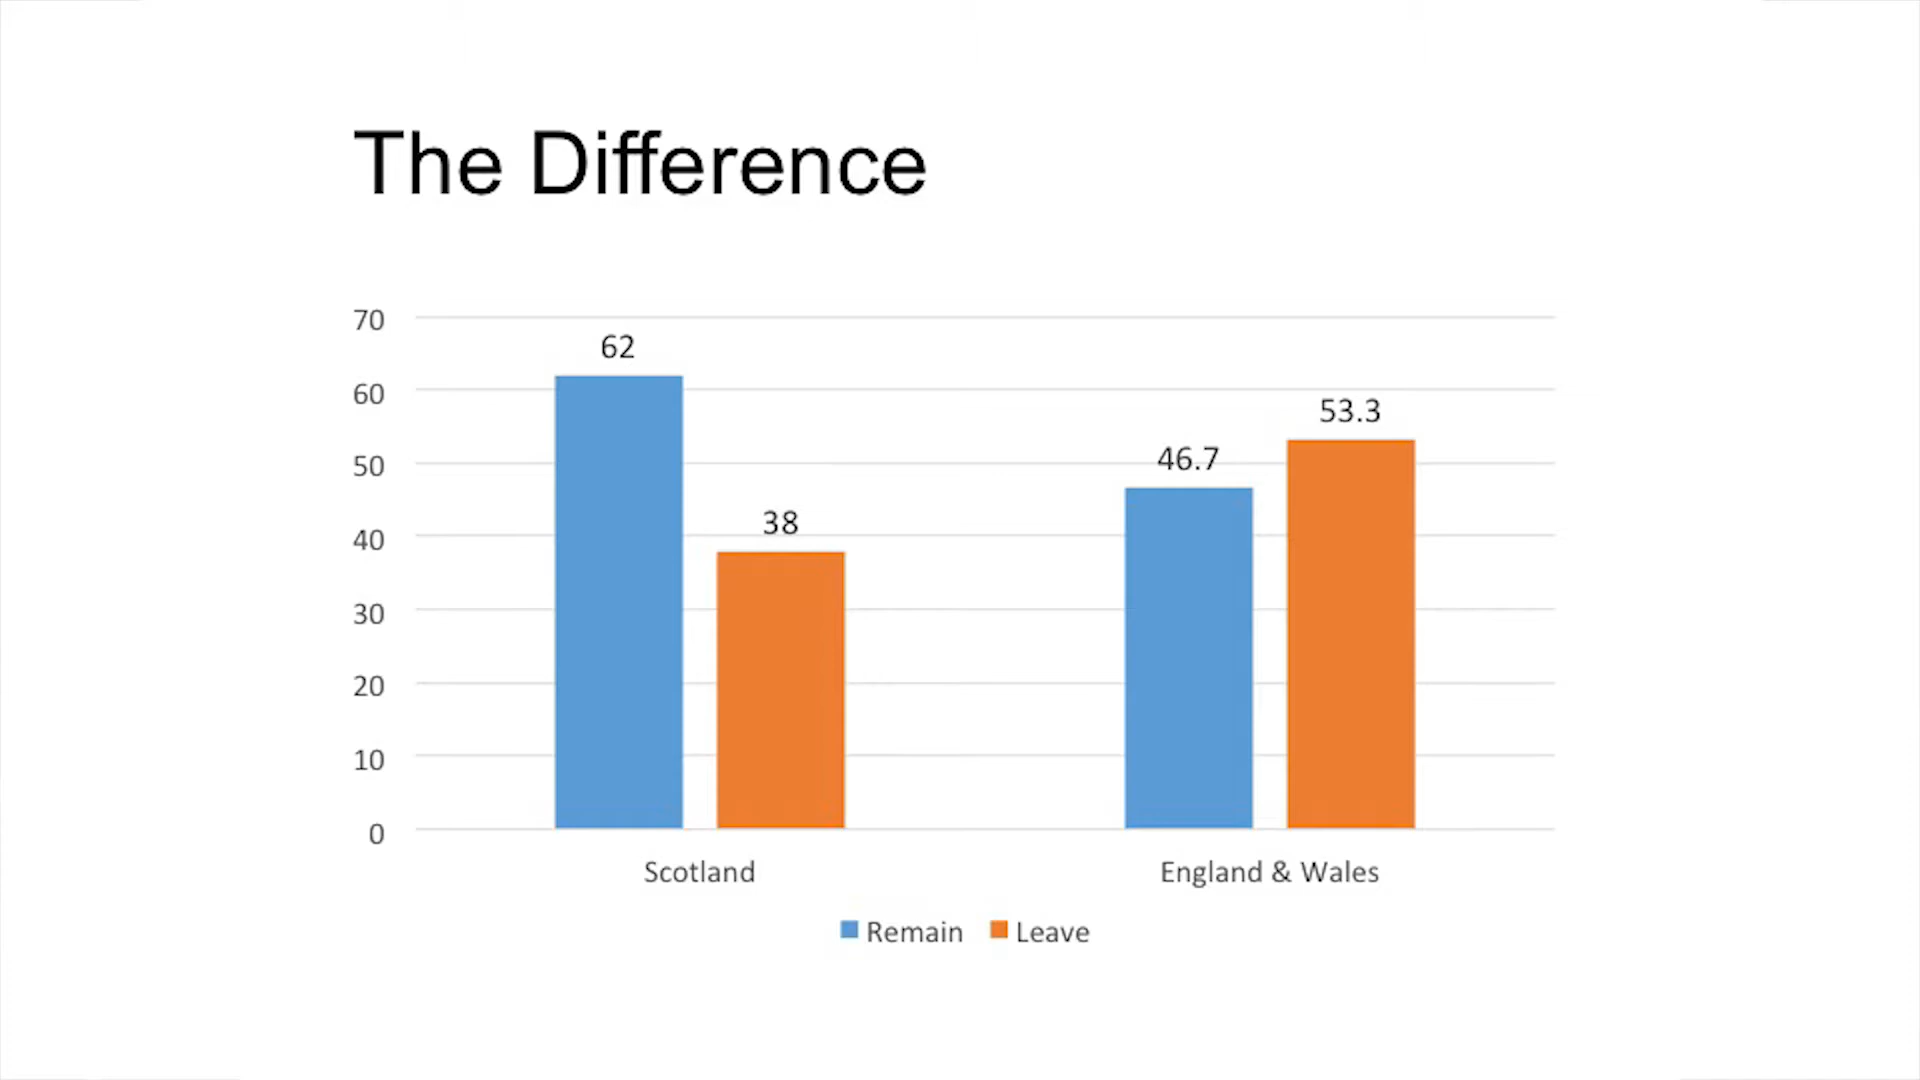 The Difference
70
60
50
40
30
20
10
0
62
38
46.7
53.3
Scotland
England & Wales
Remain
Leave